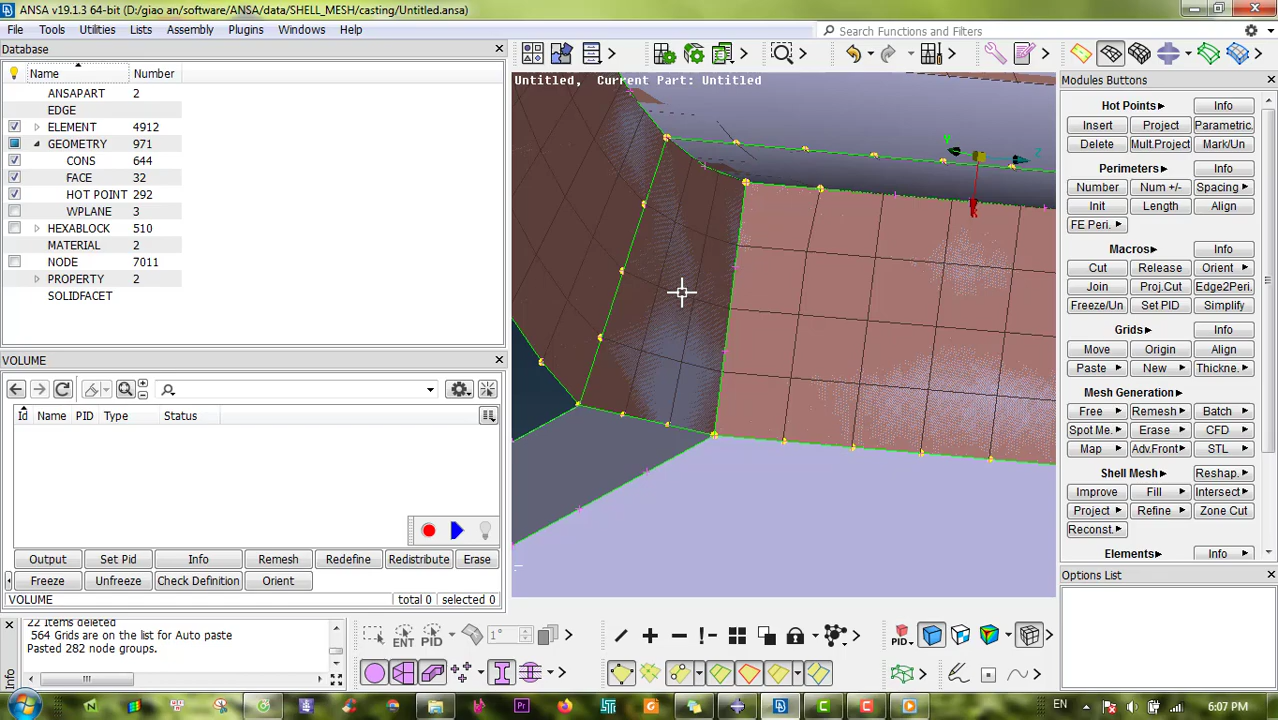 ANSA v19.1.3 64-bit (D:/giao an/software/ANSA/data/SHELL_MESH/casting/Untitled.ansa)
File Tools Utilities Lists Assembly Plugins Windows Help
Search Functions and Filters
Database
Name Number
ANSAPART 2
EDGE
ELEMENT 4912
GEOMETRY 971
CONS 644
FACE 32
HOT POINT 292
WPLANE 3
HEXABLOCK 510
MATERIAL 2
NODE 7011
PROPERTY 2
SOLIDFACET
VOLUME
Id Name PID Type Status
Output Set Pid Info Remesh Redefine Redistribute Erase
Freeze Unfreeze Check Definition Orient
VOLUME total 0 selected 0
22 Items deleted
564 Grids are on the list for Auto paste
Pasted 282 node groups.
Info
Untitled, Current Part: Untitled
Y
Z
X
Modules Buttons
Hot Points Info
Insert Project Parametric.
Delete Mult.Project Mark/Un
Perimeters Info
Number Num +/- Spacing
Init Length Align
FE Peri.
Macros Info
Cut Release Orient
Join Proj.Cut Edge2Peri.
Freeze/Un Set PID Simplify
Grids Info
Move Origin Align
Paste New Thickne.
Mesh Generation Info
Free Remesh Batch
Spot Me. Erase CFD
Map Adv.Front STL
Shell Mesh Reshap.
Improve Fill Intersect
Project Refine Zone Cut
Reconst.
Elements Info
Options List
ENT PID 1° PID
EN 6:07 PM